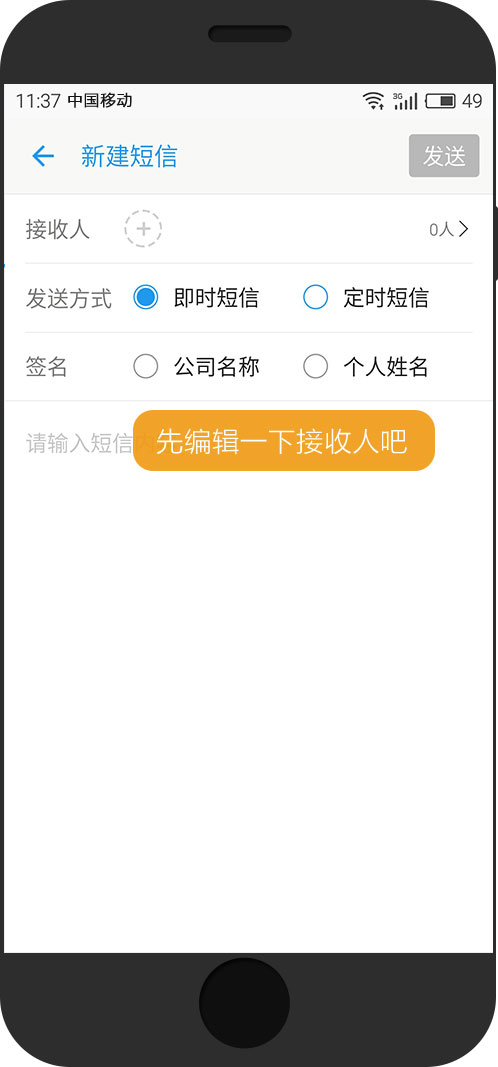 11:37 中国移动 3G 49
新建短信 发送
接收人 0人
发送方式 即时短信 定时短信
签名 公司名称 个人姓名
请输入短信内
先编辑一下接收人吧